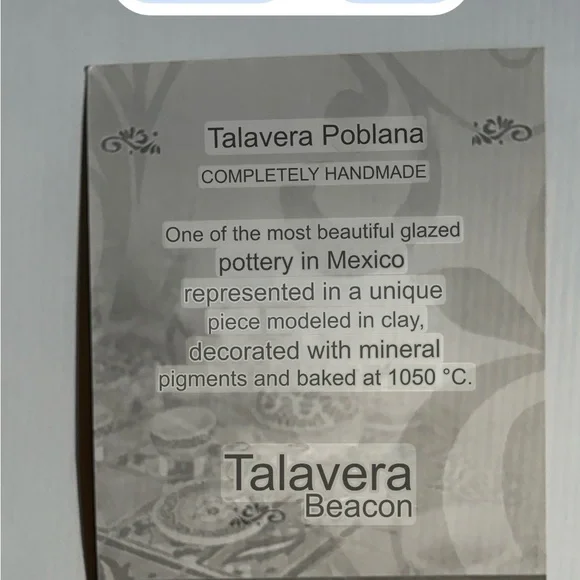 Talavera Poblana
COMPLETELY HANDMADE
One of the most beautiful glazed
pottery in Mexico
represented in a unique
piece modeled in clay,
decorated with mineral
pigments and baked at 1050 °C.
Talavera
Beacon